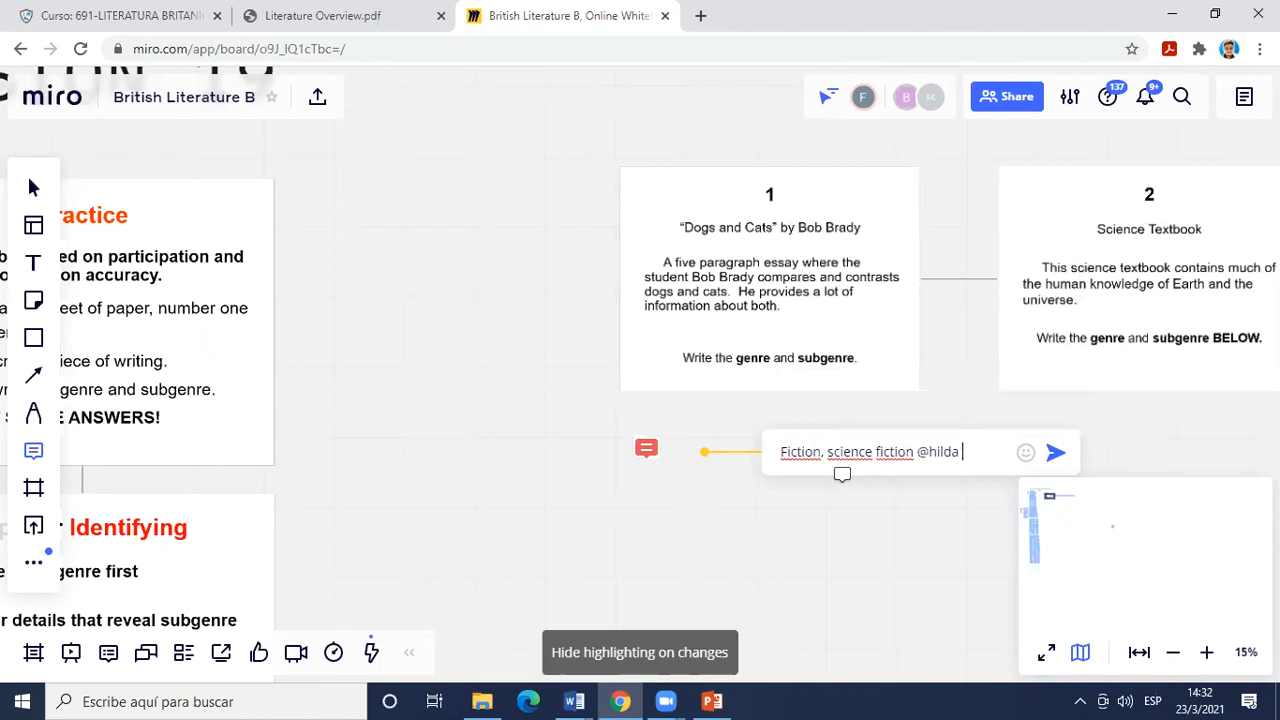 Curso: 691-LITERATURA BRITANI
Literature Overview.pdf
British Literature B, Online White
miro.com/app/board/o9J_lQ1cTbc=/
miro
British Literature B
F
B
SC
Share
137
9+
ractice
ed on participation and
on accuracy.
eet of paper, number one
iece of writing.
genre and subgenre.
E ANSWERS!
Identifying
enre first
r details that reveal subgenre
1
“Dogs and Cats” by Bob Brady
A five paragraph essay where the
student Bob Brady compares and contrasts
dogs and cats. He provides a lot of
information about both.
Write the genre and subgenre.
2
Science Textbook
This science textbook contains much of
the human knowledge of Earth and the
universe.
Write the genre and subgenre BELOW.
Fiction, science fiction @hilda
Hide highlighting on changes
15%
Escribe aquí para buscar
ESP
14:32
23/3/2021